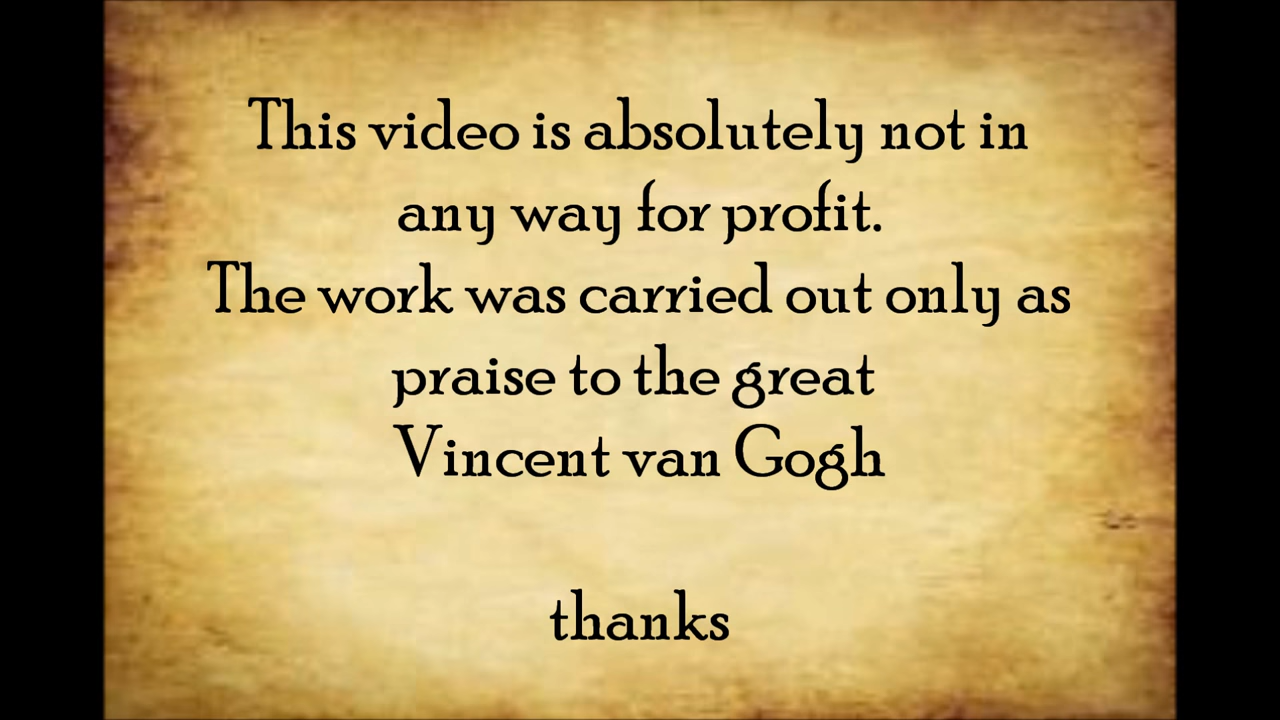 This video is absolutely not in
any way for profit.
The work was carried out only as
praise to the great
Vincent van Gogh
thanks